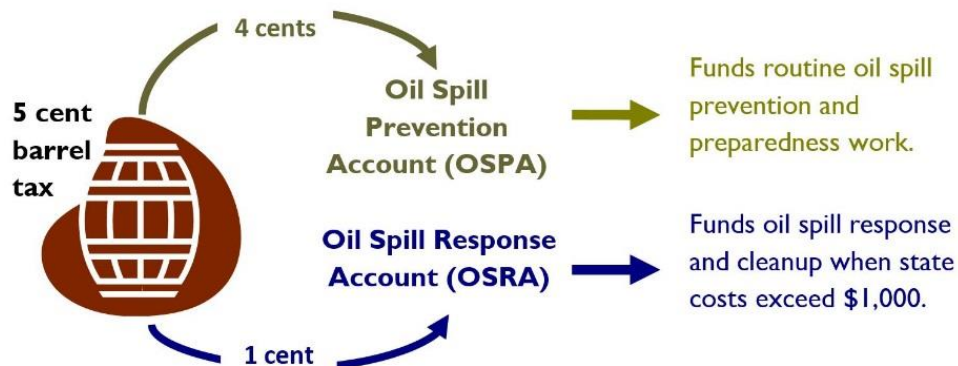 4 cents
5 cent
barrel
tax
Oil Spill
Prevention
Account (OSPA)
Funds routine oil spill
prevention and
preparedness work.
Oil Spill Response
Account (OSRA)
Funds oil spill response
and cleanup when state
costs exceed $1,000.
1 cent